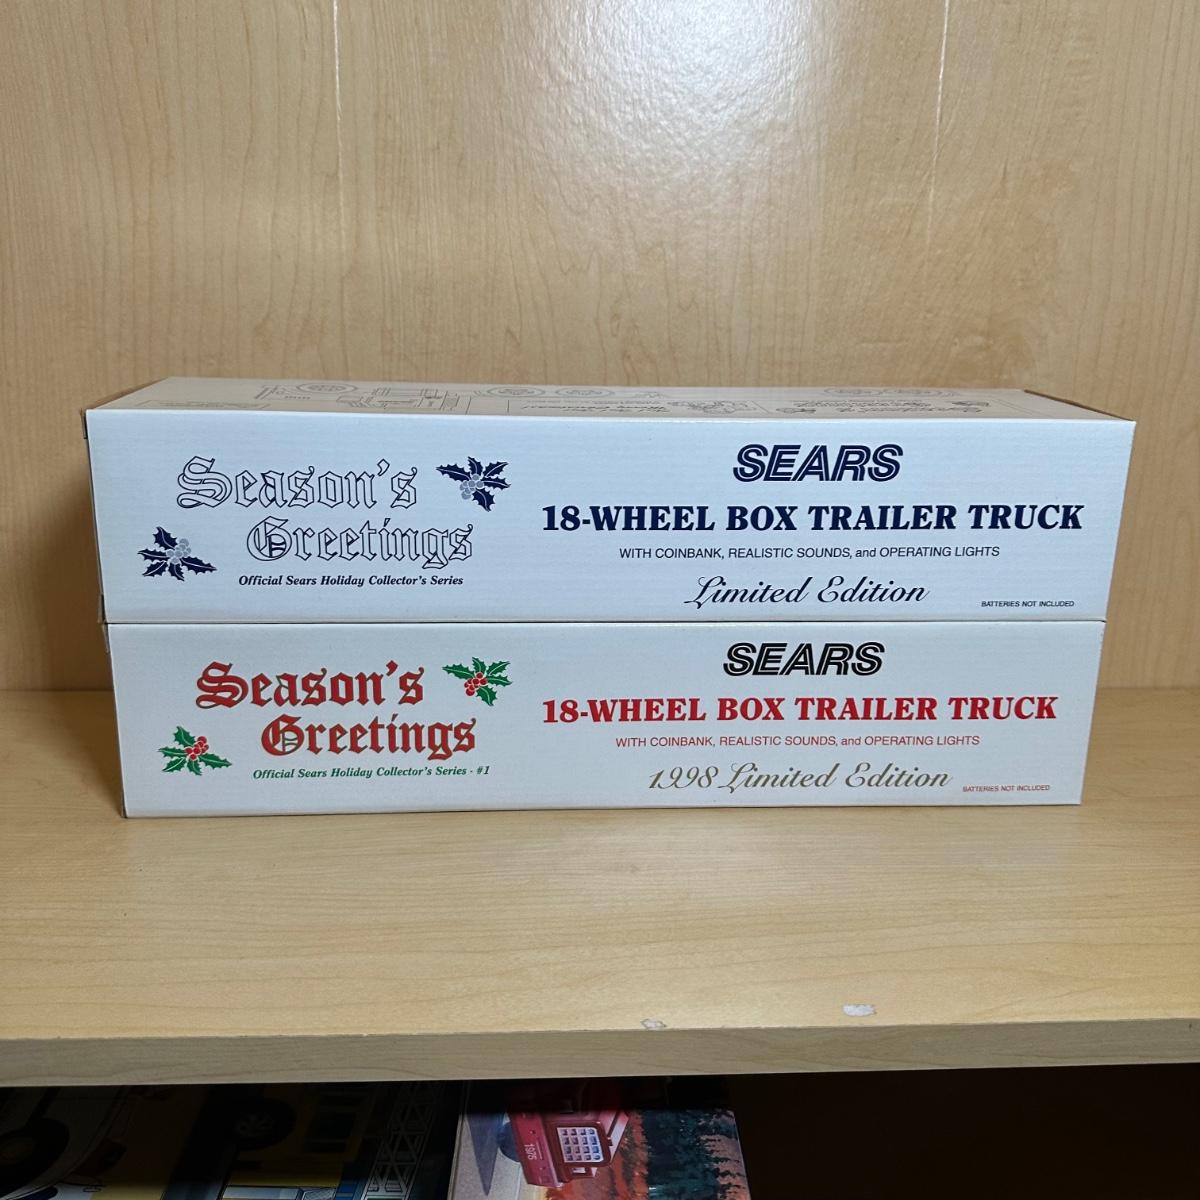 Season's
Greetings
Official Sears Holiday Collector's Series
SEARS
18-WHEEL BOX TRAILER TRUCK
WITH COINBANK, REALISTIC SOUNDS, and OPERATING LIGHTS
Limited Edition
BATTERIES NOT INCLUDED
Season's
Greetings
Official Sears Holiday Collector's Series - #1
SEARS
18-WHEEL BOX TRAILER TRUCK
WITH COINBANK, REALISTIC SOUNDS, and OPERATING LIGHTS
1998 Limited Edition
BATTERIES NOT INCLUDED
1976